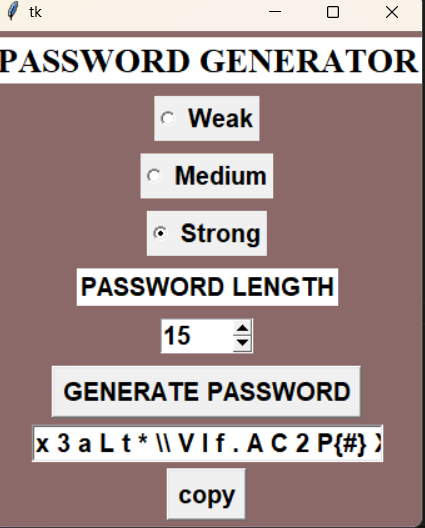 tk
PASSWORD GENERATOR
Weak
Medium
Strong
PASSWORD LENGTH
15
GENERATE PASSWORD
x 3 a L t * \\ V l f . A C 2 P{#}
copy